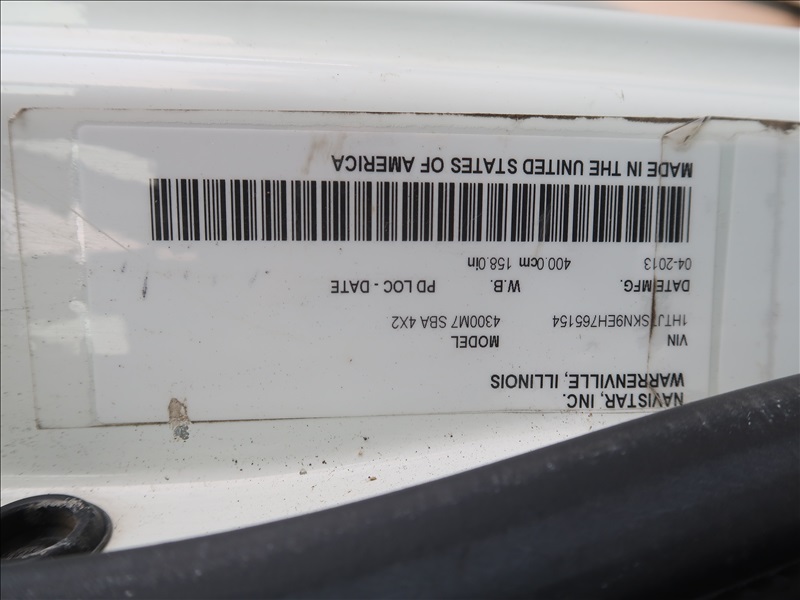 NAVISTAR, INC.
WARRENVILLE, ILLINOIS
VIN MODEL
1HTJTSKN9EH765154 4300M7 SBA 4X2
DATE MFG. W.B. PD LOC - DATE
04-2013 400.0cm 158.0in
MADE IN THE UNITED STATES OF AMERICA